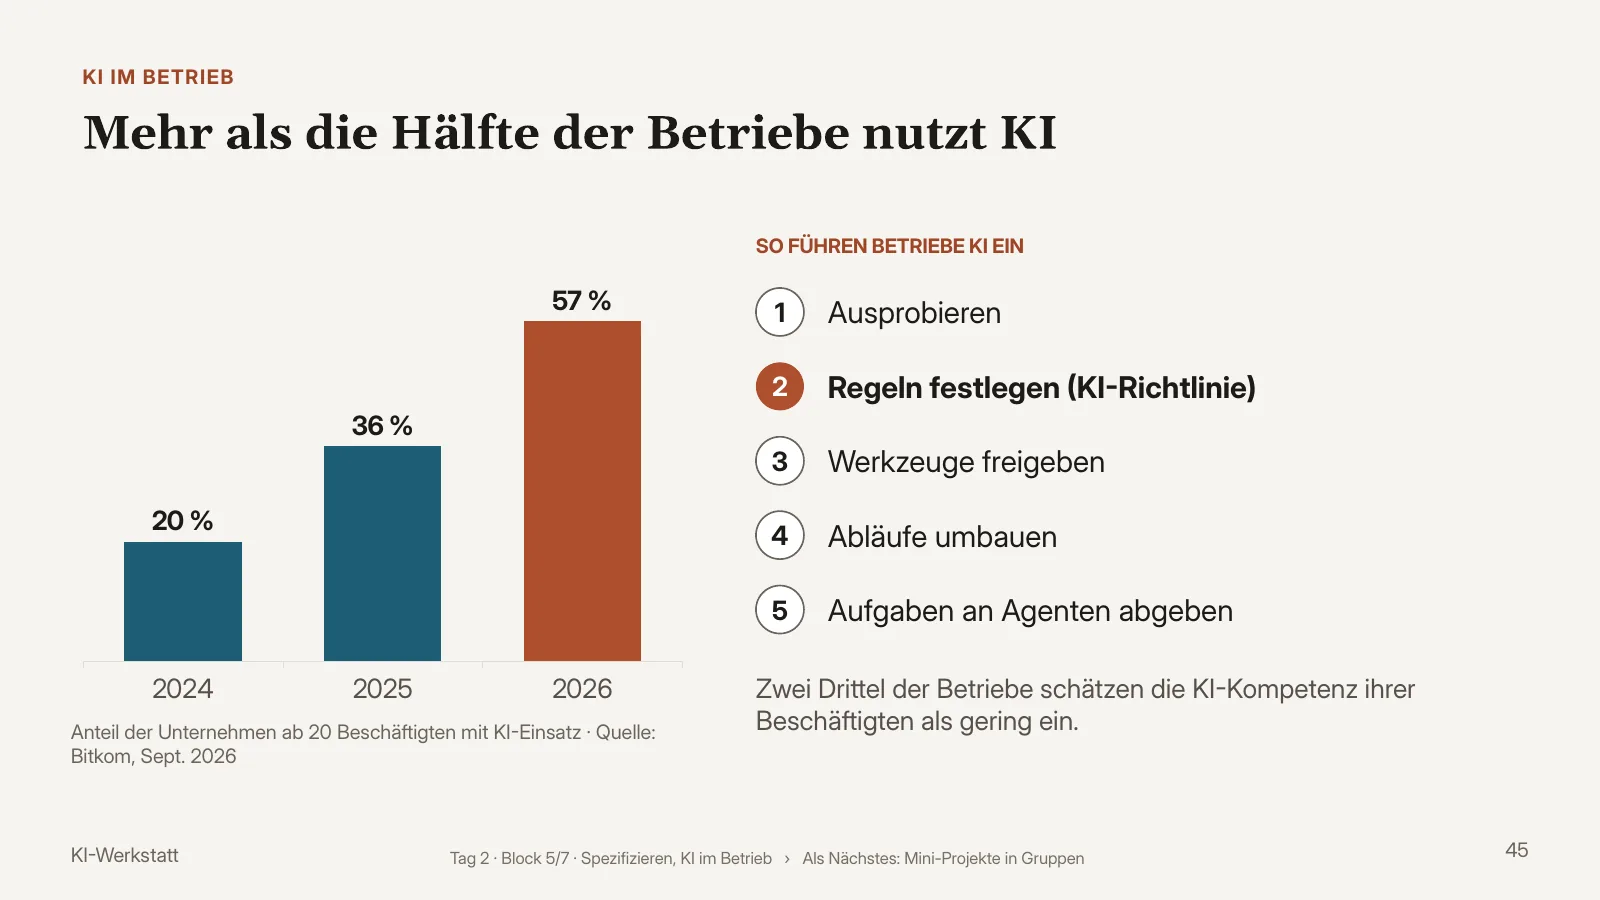 KI IM BETRIEB
Mehr als die Hälfte der Betriebe nutzt KI
57 %
36 %
20 %
2024
2025
2026
Anteil der Unternehmen ab 20 Beschäftigten mit KI-Einsatz · Quelle:
Bitkom, Sept. 2026
SO FÜHREN BETRIEBE KI EIN
1 Ausprobieren
2 Regeln festlegen (KI-Richtlinie)
3 Werkzeuge freigeben
4 Abläufe umbauen
5 Aufgaben an Agenten abgeben
Zwei Drittel der Betriebe schätzen die KI-Kompetenz ihrer
Beschäftigten als gering ein.
KI-Werkstatt
Tag 2 · Block 5/7 · Spezifizieren, KI im Betrieb › Als Nächstes: Mini-Projekte in Gruppen
45